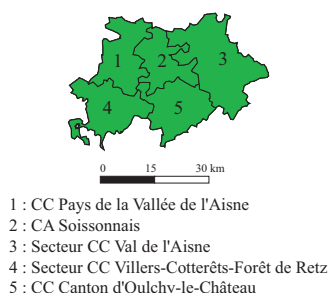 1
2
3
4
5
0 15 30 km
1 : CC Pays de la Vallée de l'Aisne
2 : CA Soissonnais
3 : Secteur CC Val de l'Aisne
4 : Secteur CC Villers-Cotterêts-Forêt de Retz
5 : CC Canton d'Oulchy-le-Château